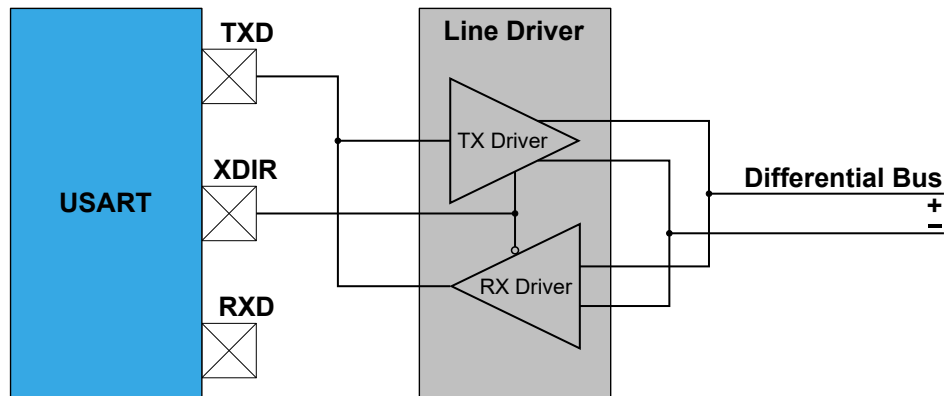 TXD
Line Driver
TX Driver
XDIR
USART
Differential Bus
+
−
RX Driver
RXD